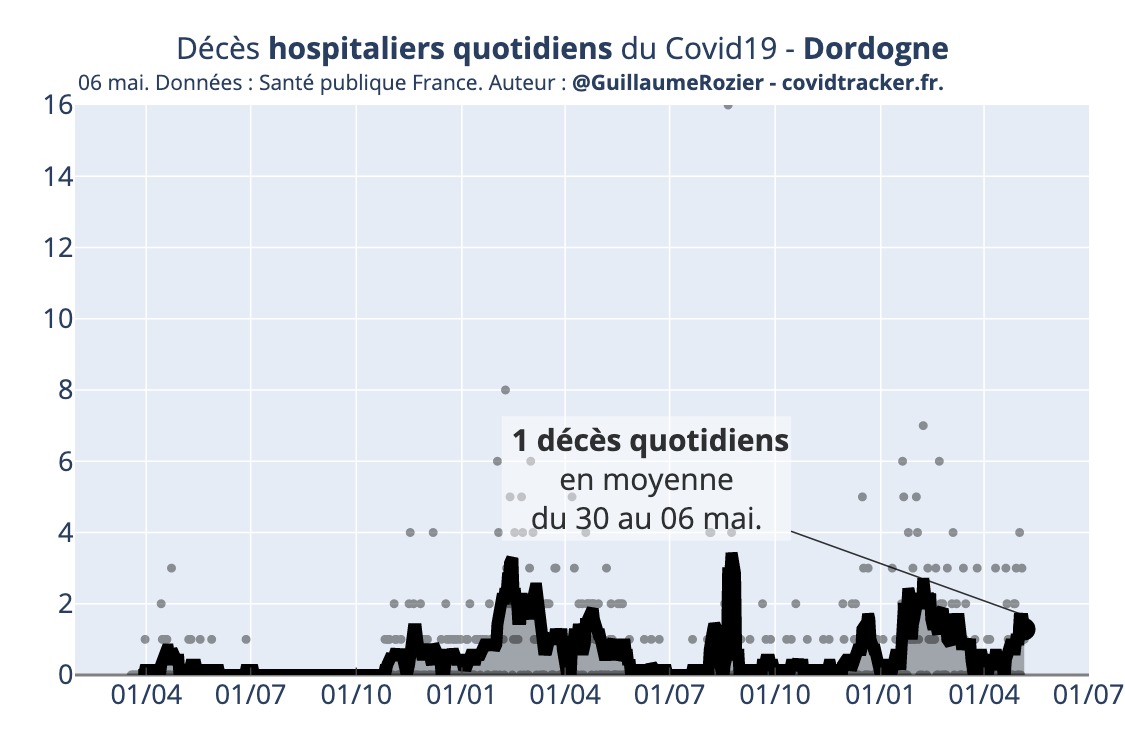 Décès hospitaliers quotidiens du Covid19 - Dordogne
06 mai. Données : Santé publique France. Auteur : @GuillaumeRozier - covidtracker.fr.
16
14
12
10
8
6
4
2
0
1 décès quotidiens
en moyenne
du 30 au 06 mai.
01/04 01/07 01/10 01/01 01/04 01/07 01/10 01/01 01/04 01/07